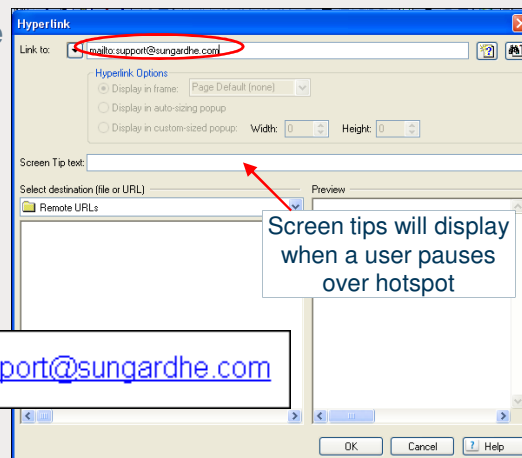 Hyperlink
Link to: mailto:support@sungardhe.com
Hyperlink Options
Display in frame: Page Default (none)
Display in auto-sizing popup
Display in custom-sized popup: Width: 0 Height: 0
Screen Tip text:
Select destination (file or URL)
Preview
Remote URLs
Screen tips will display
when a user pauses
over hotspot
port@sungardhe.com
OK Cancel Help